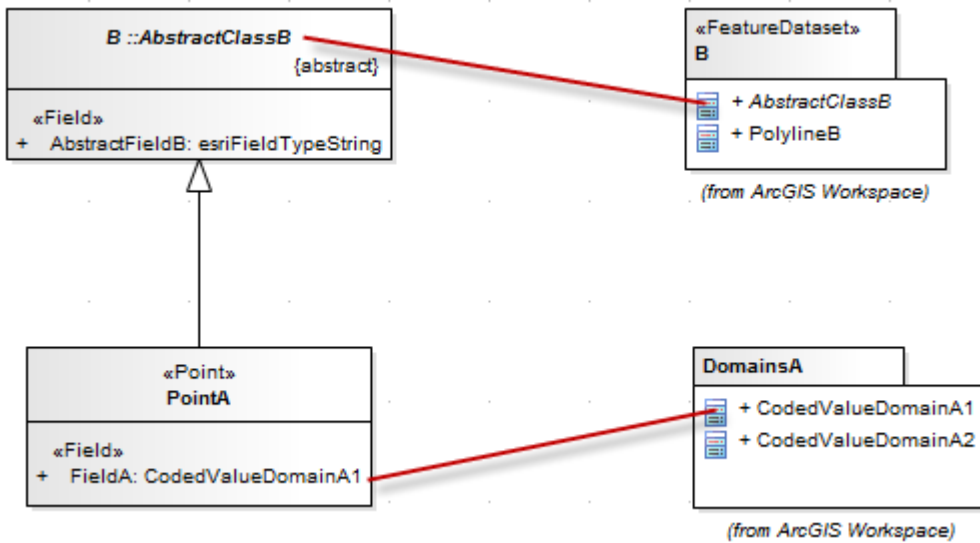 B ::AbstractClassB
{abstract}
«Field»
+ AbstractFieldB: esriFieldTypeString
«FeatureDataset»
B
+ AbstractClassB
+ PolylineB
(from ArcGIS Workspace)
«Point»
PointA
«Field»
+ FieldA: CodedValueDomainA1
DomainsA
+ CodedValueDomainA1
+ CodedValueDomainA2
(from ArcGIS Workspace)